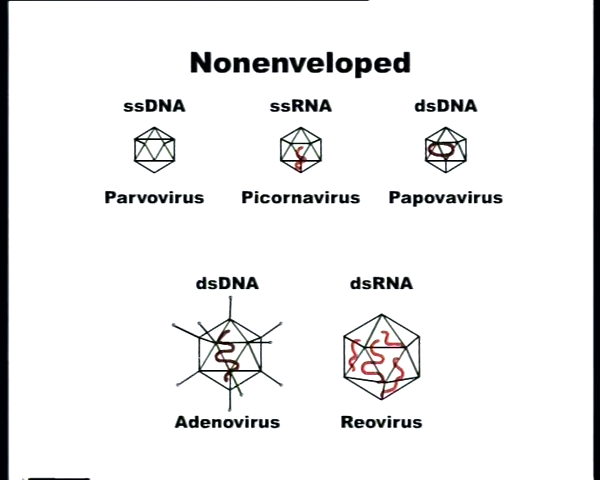 Nonenveloped
ssDNA ssRNA dsDNA
Parvovirus Picornavirus Papovavirus
dsDNA dsRNA
Adenovirus Reovirus